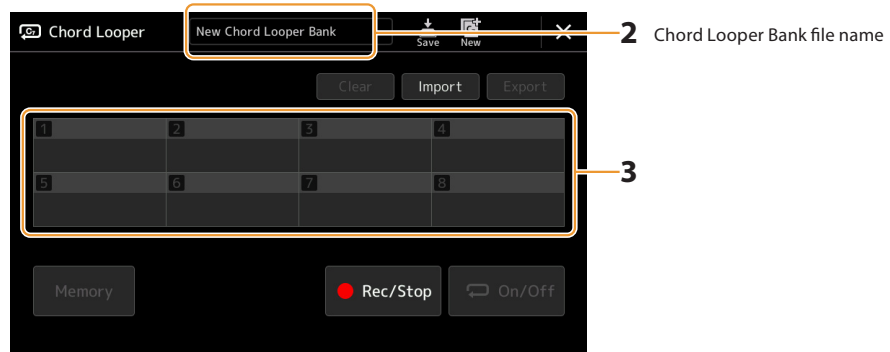 Chord Looper
New Chord Looper Bank
Save
New
2 Chord Looper Bank file name
Clear
Import
Export
1
2
3
4
3
5
6
7
8
Memory
Rec/Stop
On/Off